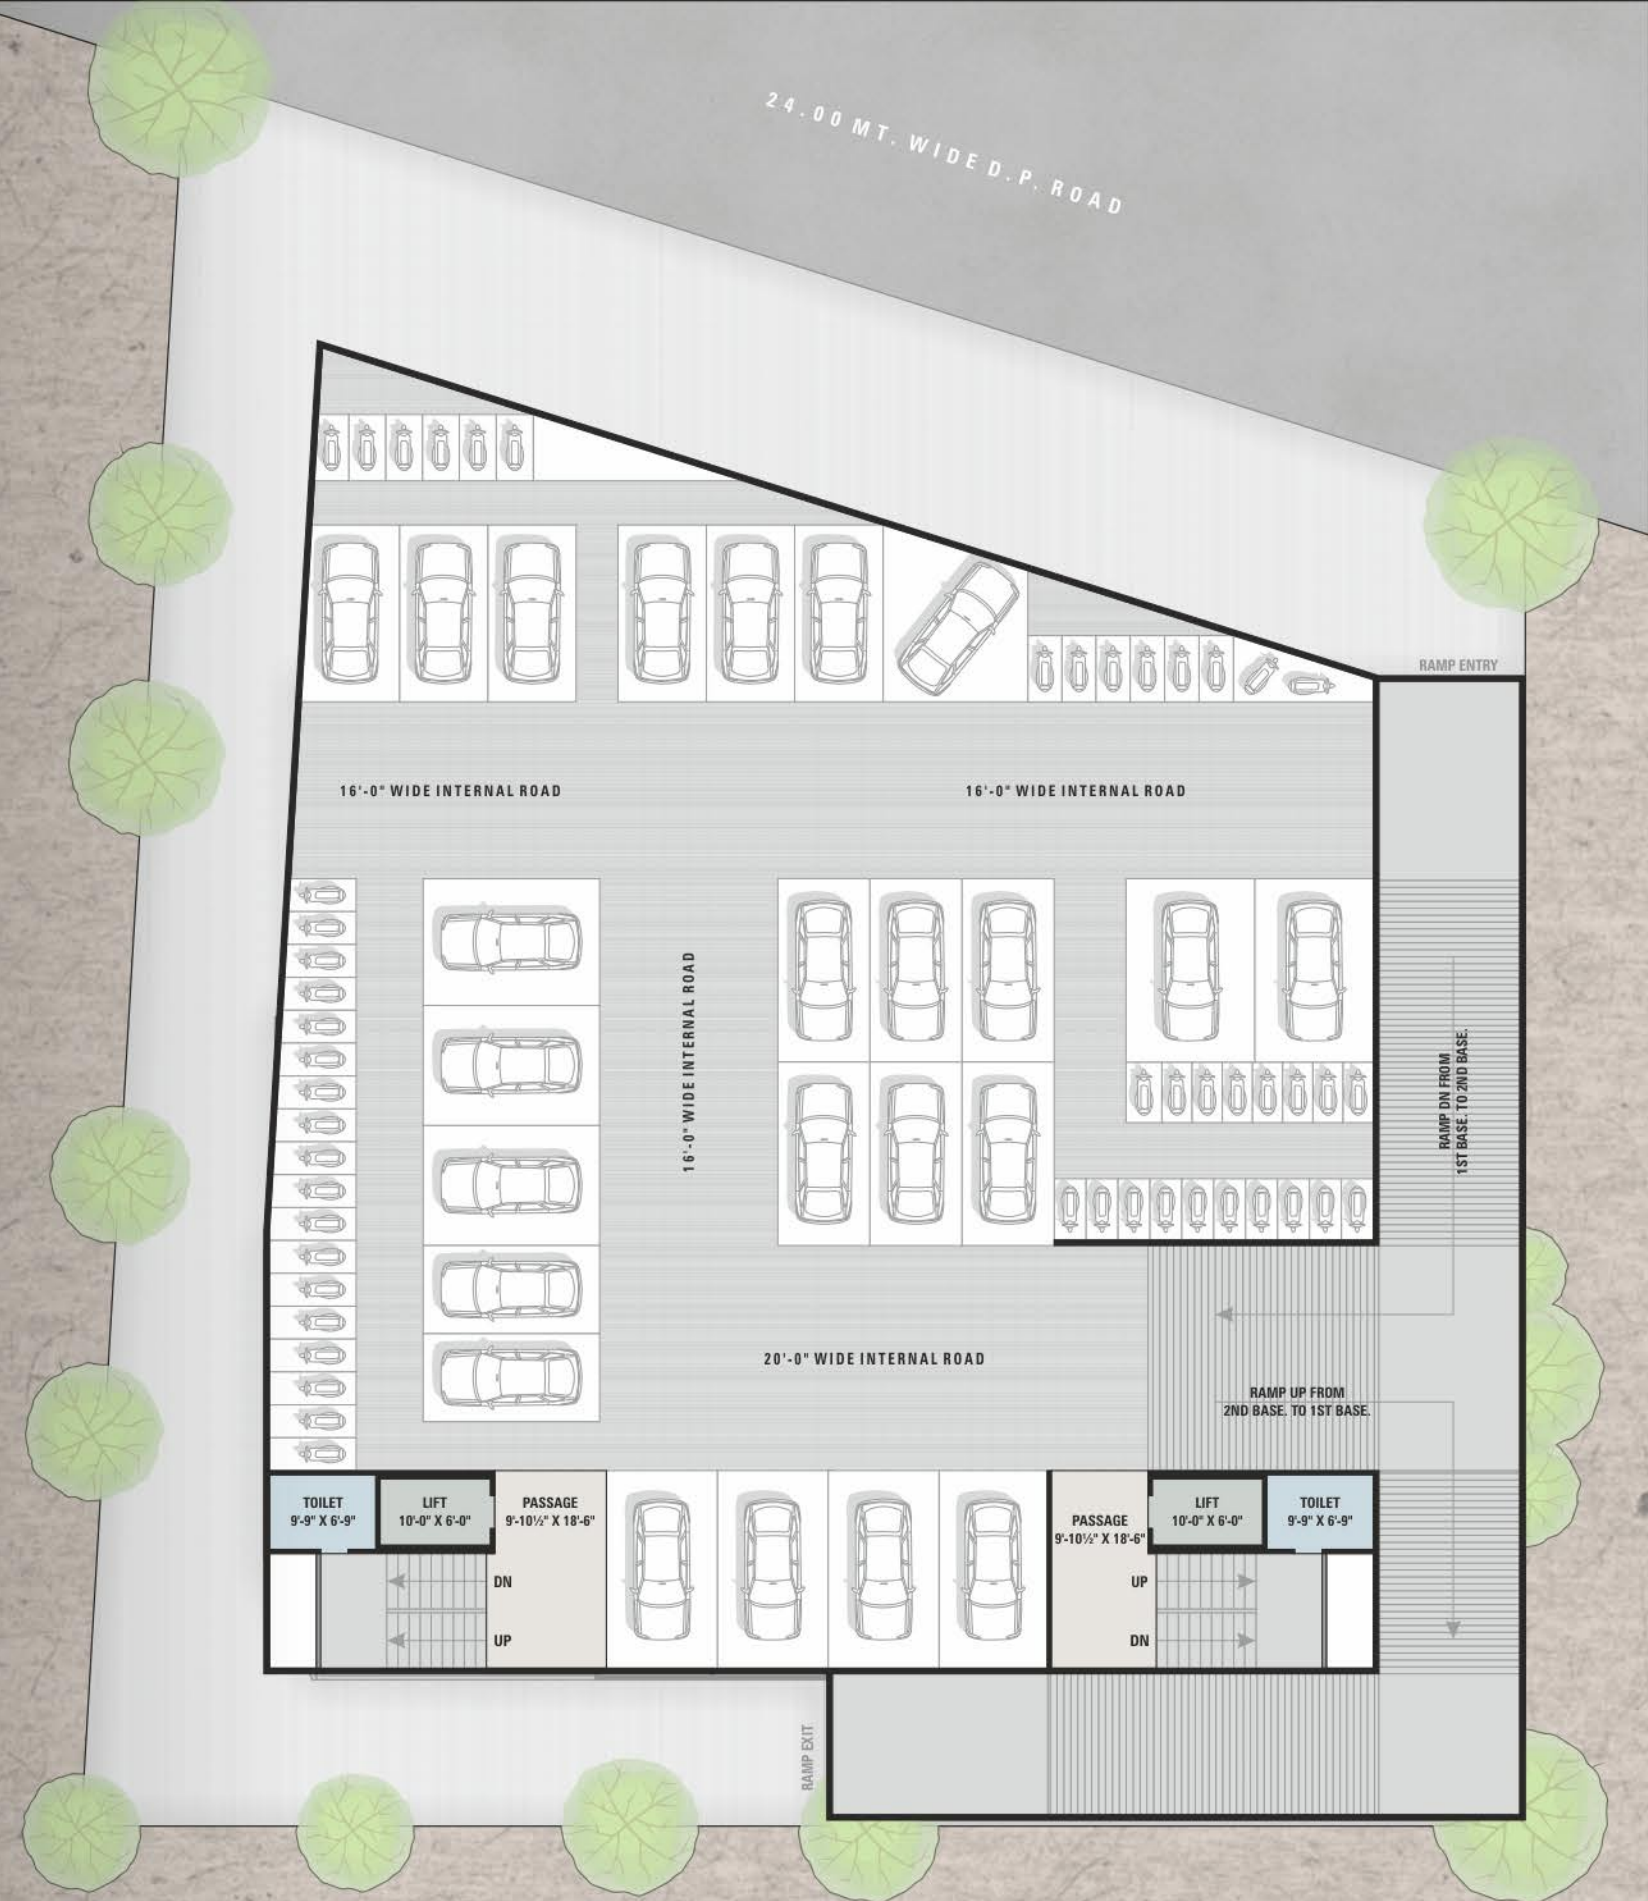 24.00 MT. WIDE D.P. ROAD
RAMP ENTRY
16'-0" WIDE INTERNAL ROAD
16'-0" WIDE INTERNAL ROAD
16'-0" WIDE INTERNAL ROAD
RAMP DN FROM
1ST BASE. TO 2ND BASE.
20'-0" WIDE INTERNAL ROAD
RAMP UP FROM
2ND BASE. TO 1ST BASE.
TOILET
9'-9" X 6'-9"
LIFT
10'-0" X 6'-0"
PASSAGE
9'-10½" X 18'-6"
PASSAGE
9'-10½" X 18'-6"
LIFT
10'-0" X 6'-0"
TOILET
9'-9" X 6'-9"
DN
UP
UP
DN
RAMP EXIT